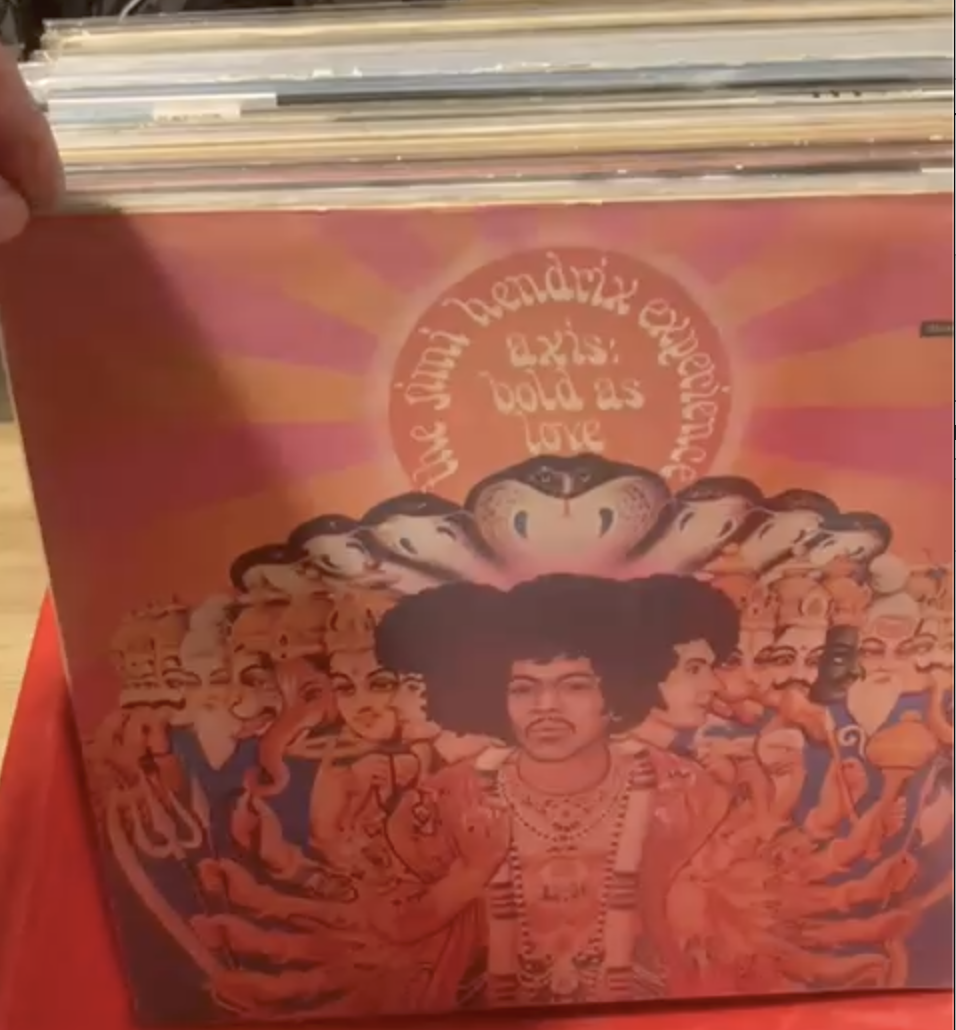 the jimi hendrix experience
axis:
bold as
love